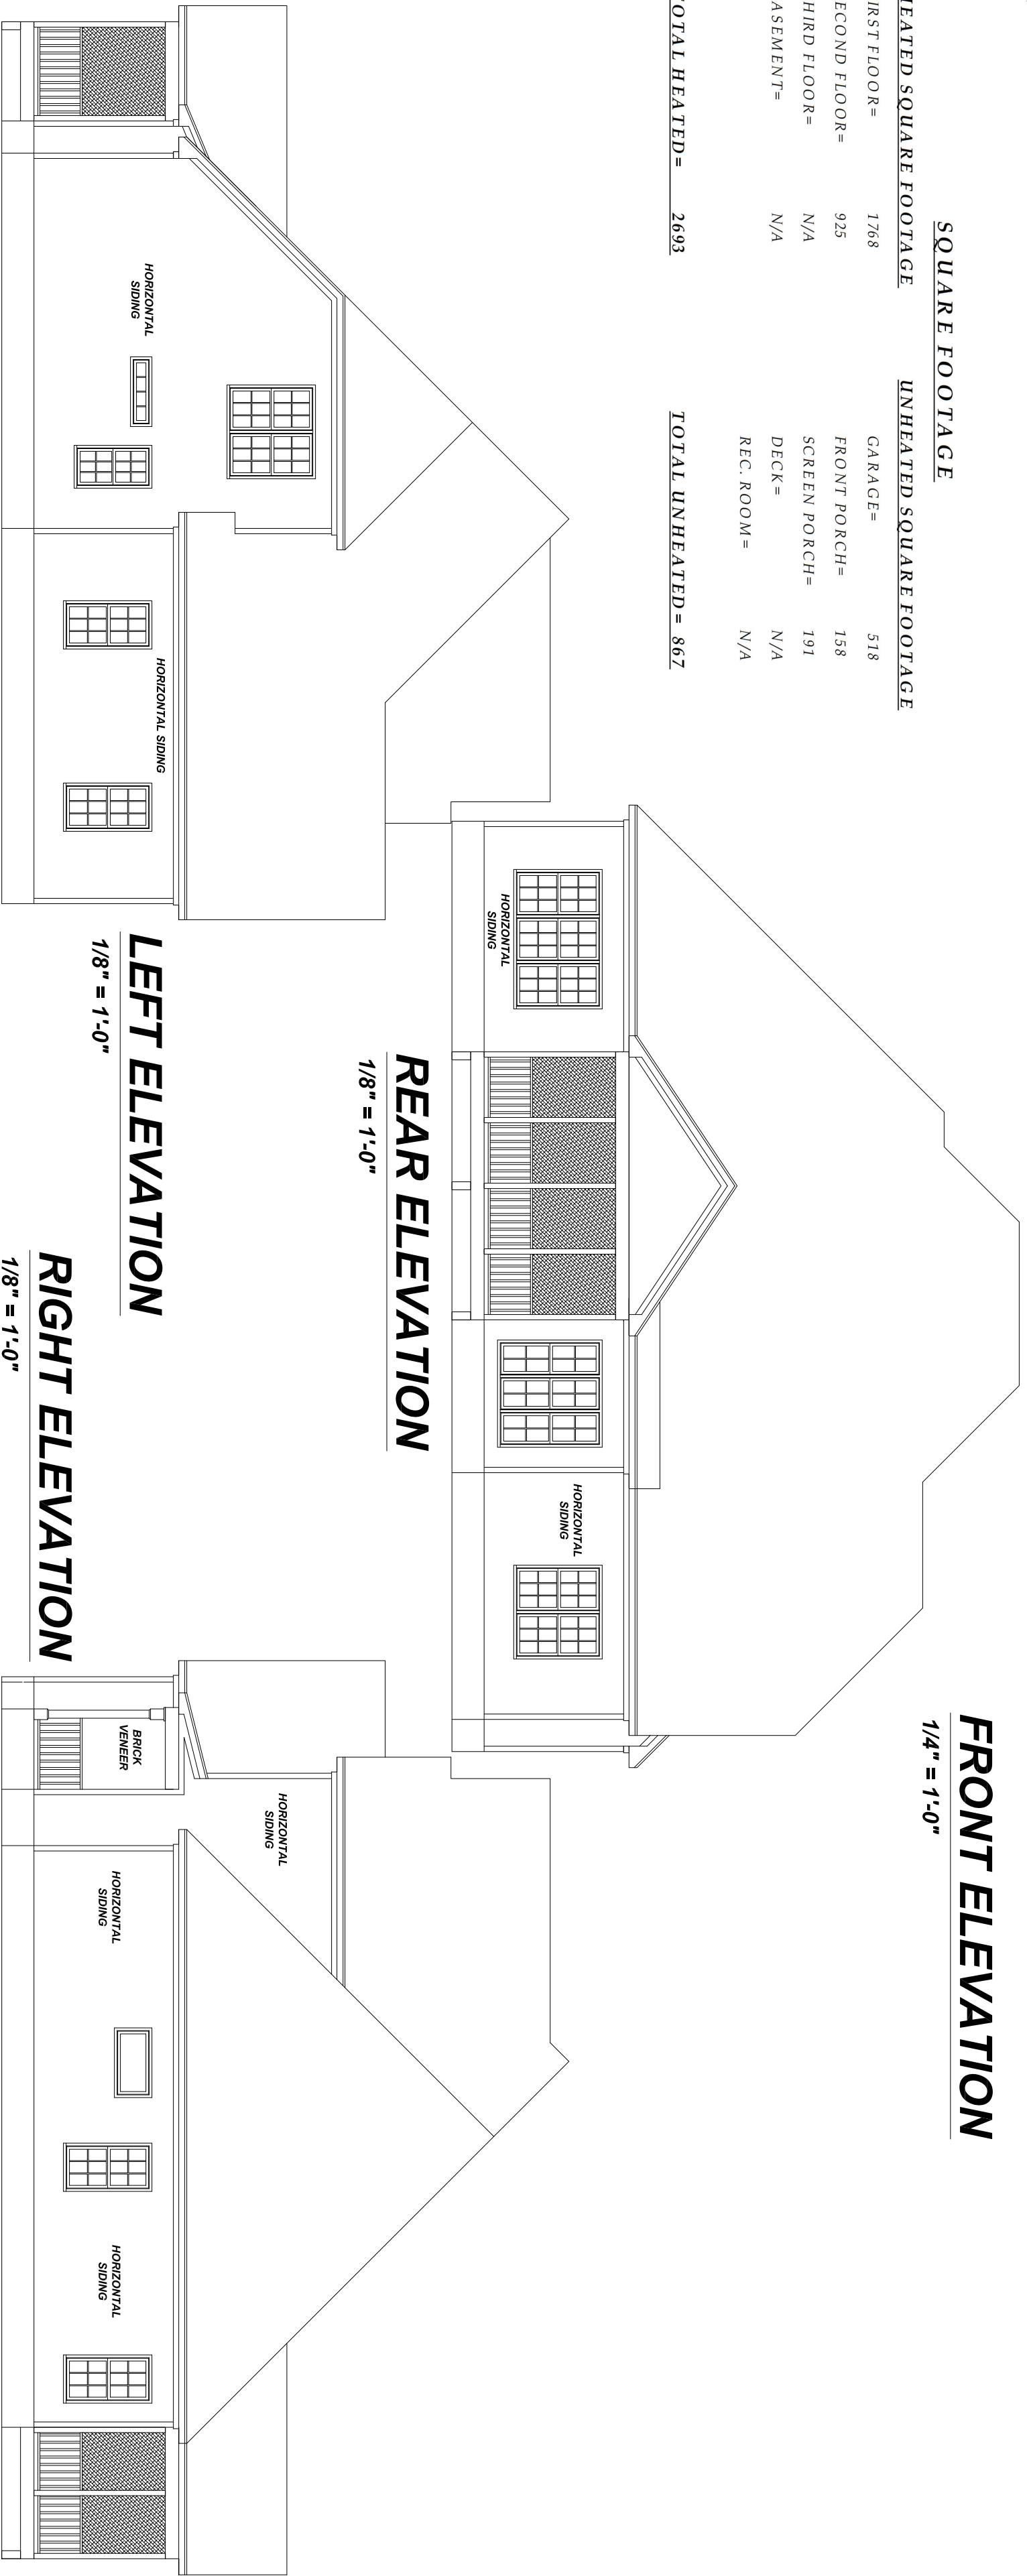 FRONT ELEVATION
1/4" = 1'-0"
SQUARE FOOTAGE
HEATED SQUARE FOOTAGE UNHEATED SQUARE FOOTAGE
IRST FLOOR= 1768 GARAGE= 518
ECOND FLOOR= 925 FRONT PORCH= 158
HIRD FLOOR= N/A SCREEN PORCH= 191
ASEMENT= N/A DECK= N/A
REC. ROOM= N/A
OTAL HEATED= 2693 TOTAL UNHEATED= 867
HORIZONTAL
SIDING
HORIZONTAL
SIDING
REAR ELEVATION
1/8" = 1'-0"
HORIZONTAL
SIDING
HORIZONTAL SIDING
LEFT ELEVATION
1/8" = 1'-0"
HORIZONTAL
SIDING
BRICK
VENEER
HORIZONTAL
SIDING
HORIZONTAL
SIDING
RIGHT ELEVATION
1/8" = 1'-0"